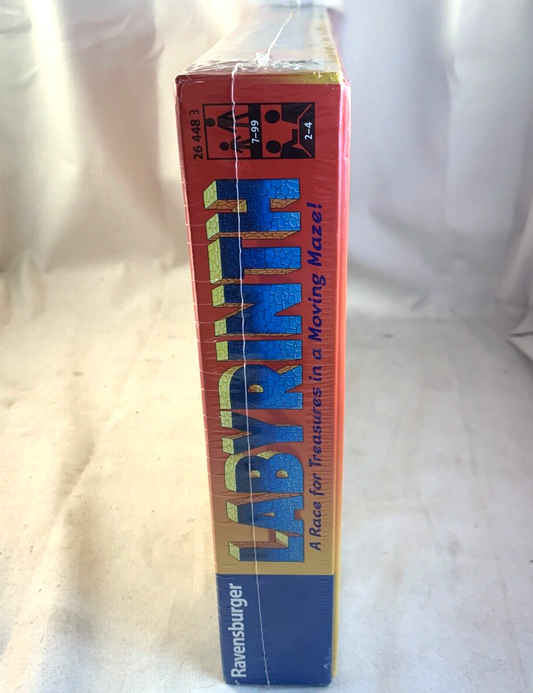 26 448 3
7–99
2–4
LABYRINTH
A Race for Treasures in a Moving Maze!
Ravensburger